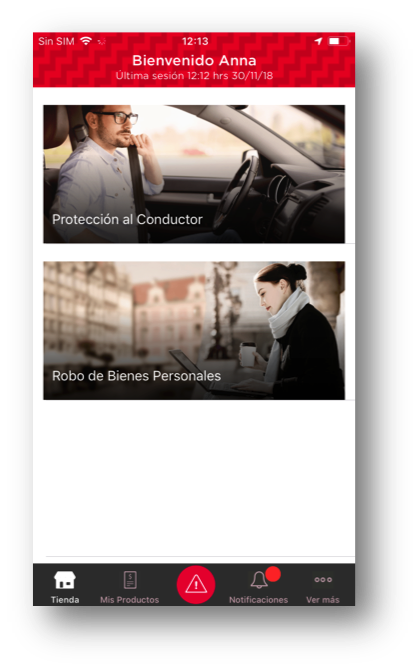 Sin SIM
12:13
Bienvenido Anna
Última sesión 12:12 hrs 30/11/18
Protección al Conductor
Robo de Bienes Personales
Tienda
Mis Productos
Notificaciones
Ver más